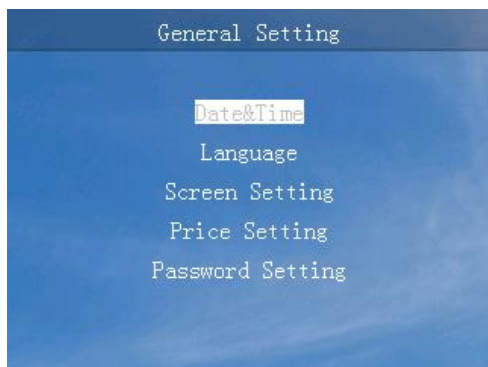 General Setting
Date&Time
Language
Screen Setting
Price Setting
Password Setting